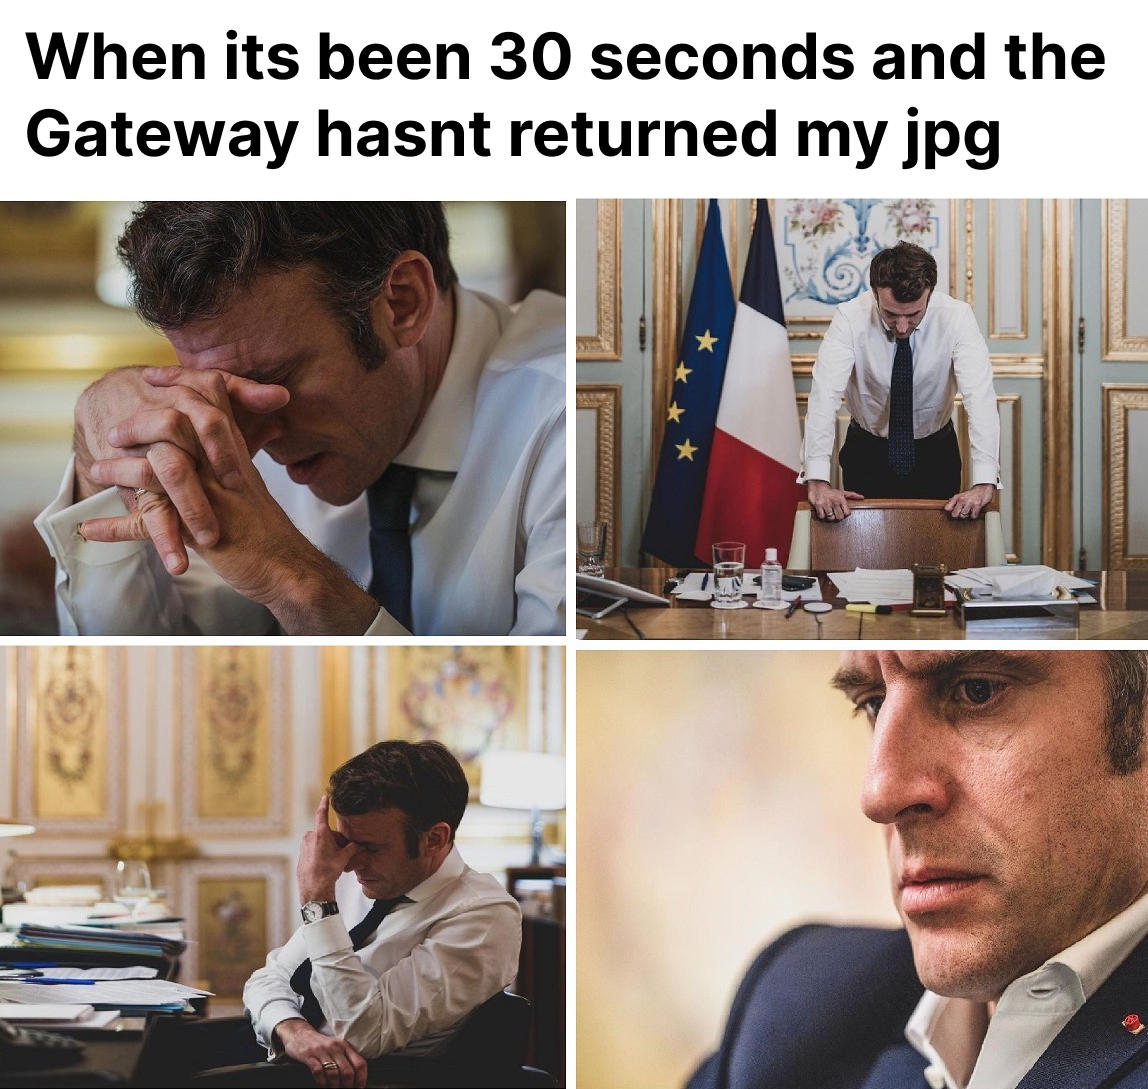 When its been 30 seconds and the
Gateway hasnt returned my jpg